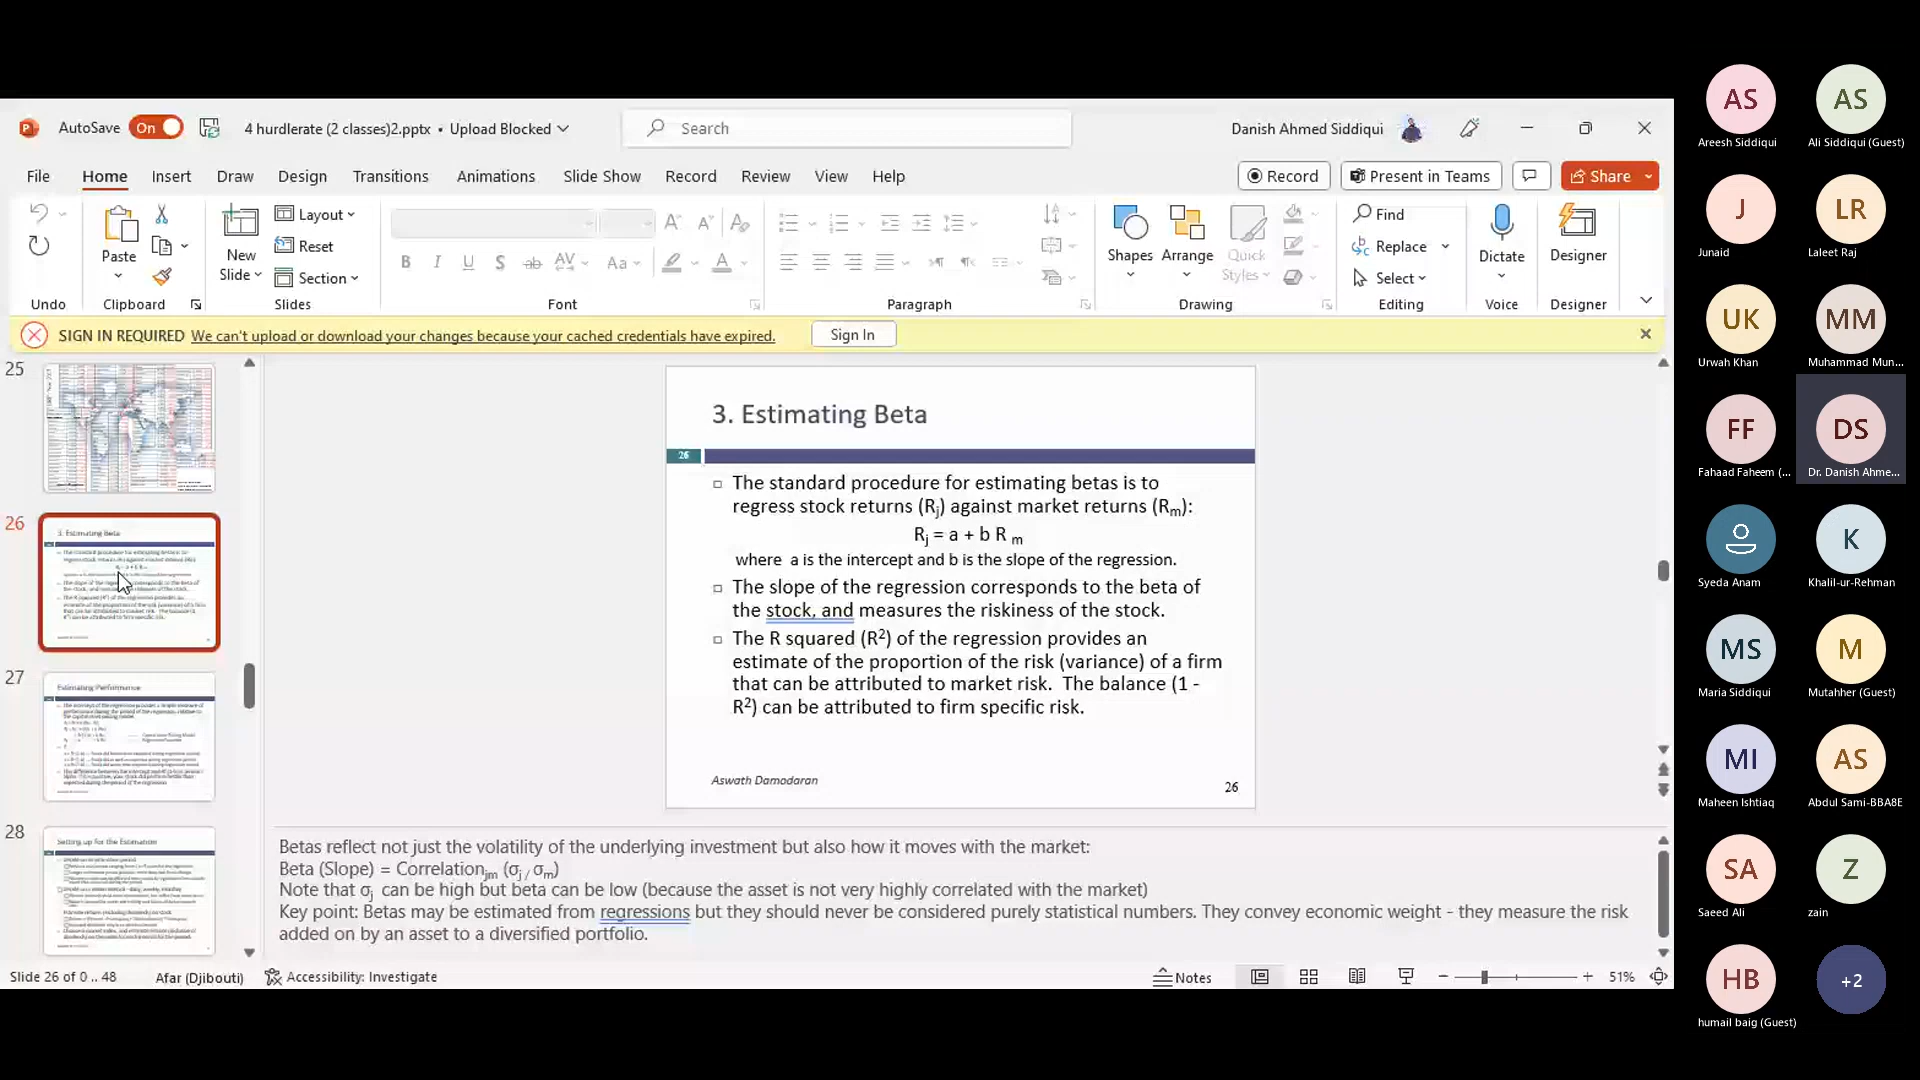 AutoSave On 4 hurdlerate (2 classes)2.pptx • Upload Blocked Search Danish Ahmed Siddiqui
File Home Insert Draw Design Transitions Animations Slide Show Record Review View Help Record Present in Teams Share
Paste New Slide Layout Reset Section Shapes Arrange Quick Styles Find Replace Select Dictate Designer
Undo Clipboard Slides Font Paragraph Drawing Editing Voice Designer
SIGN IN REQUIRED We can't upload or download your changes because your cached credentials have expired. Sign In
25
26
3. Estimating Beta
27
Estimating Performance
28
Setting up for the Estimation
3. Estimating Beta
26
The standard procedure for estimating betas is to
regress stock returns (Rj) against market returns (Rm):
Rj = a + b R m
where a is the intercept and b is the slope of the regression.
The slope of the regression corresponds to the beta of
the stock, and measures the riskiness of the stock.
The R squared (R2) of the regression provides an
estimate of the proportion of the risk (variance) of a firm
that can be attributed to market risk. The balance (1 -
R2) can be attributed to firm specific risk.
Aswath Damodaran
26
Betas reflect not just the volatility of the underlying investment but also how it moves with the market:
Beta (Slope) = Correlationjm (σj / σm)
Note that σj can be high but beta can be low (because the asset is not very highly correlated with the market)
Key point: Betas may be estimated from regressions but they should never be considered purely statistical numbers. They convey economic weight - they measure the risk
added on by an asset to a diversified portfolio.
Slide 26 of 0 .. 48 Afar (Djibouti) Accessibility: Investigate Notes 51%
AS AS
Areesh Siddiqui Ali Siddiqui (Guest)
J LR
Junaid Laleet Raj
UK MM
Urwah Khan Muhammad Mun...
FF DS
Fahaad Faheem (... Dr. Danish Ahme...
K
Syeda Anam Khalil-ur-Rehman
MS M
Maria Siddiqui Mutahher (Guest)
MI AS
Maheen Ishtiaq Abdul Sami-BBA8E
SA Z
Saeed Ali zain
HB +2
humail baig (Guest)